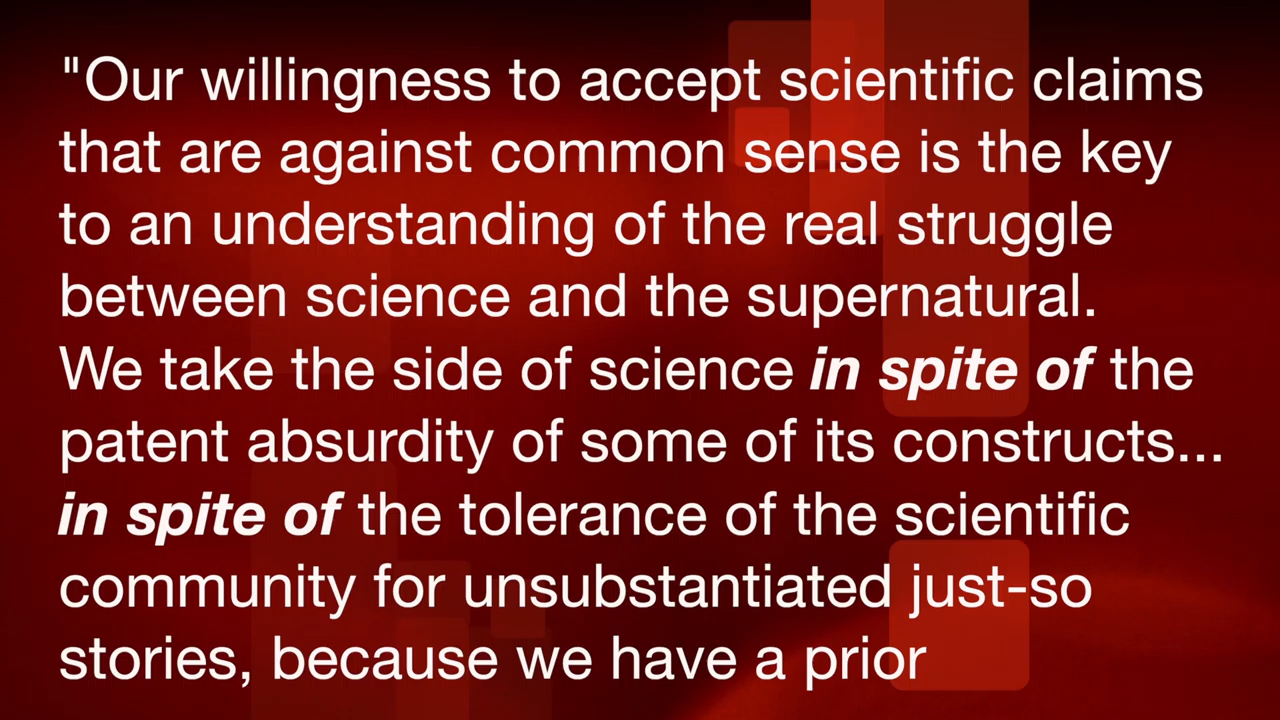 "Our willingness to accept scientific claims
that are against common sense is the key
to an understanding of the real struggle
between science and the supernatural.
We take the side of science in spite of the
patent absurdity of some of its constructs...
in spite of the tolerance of the scientific
community for unsubstantiated just-so
stories, because we have a prior